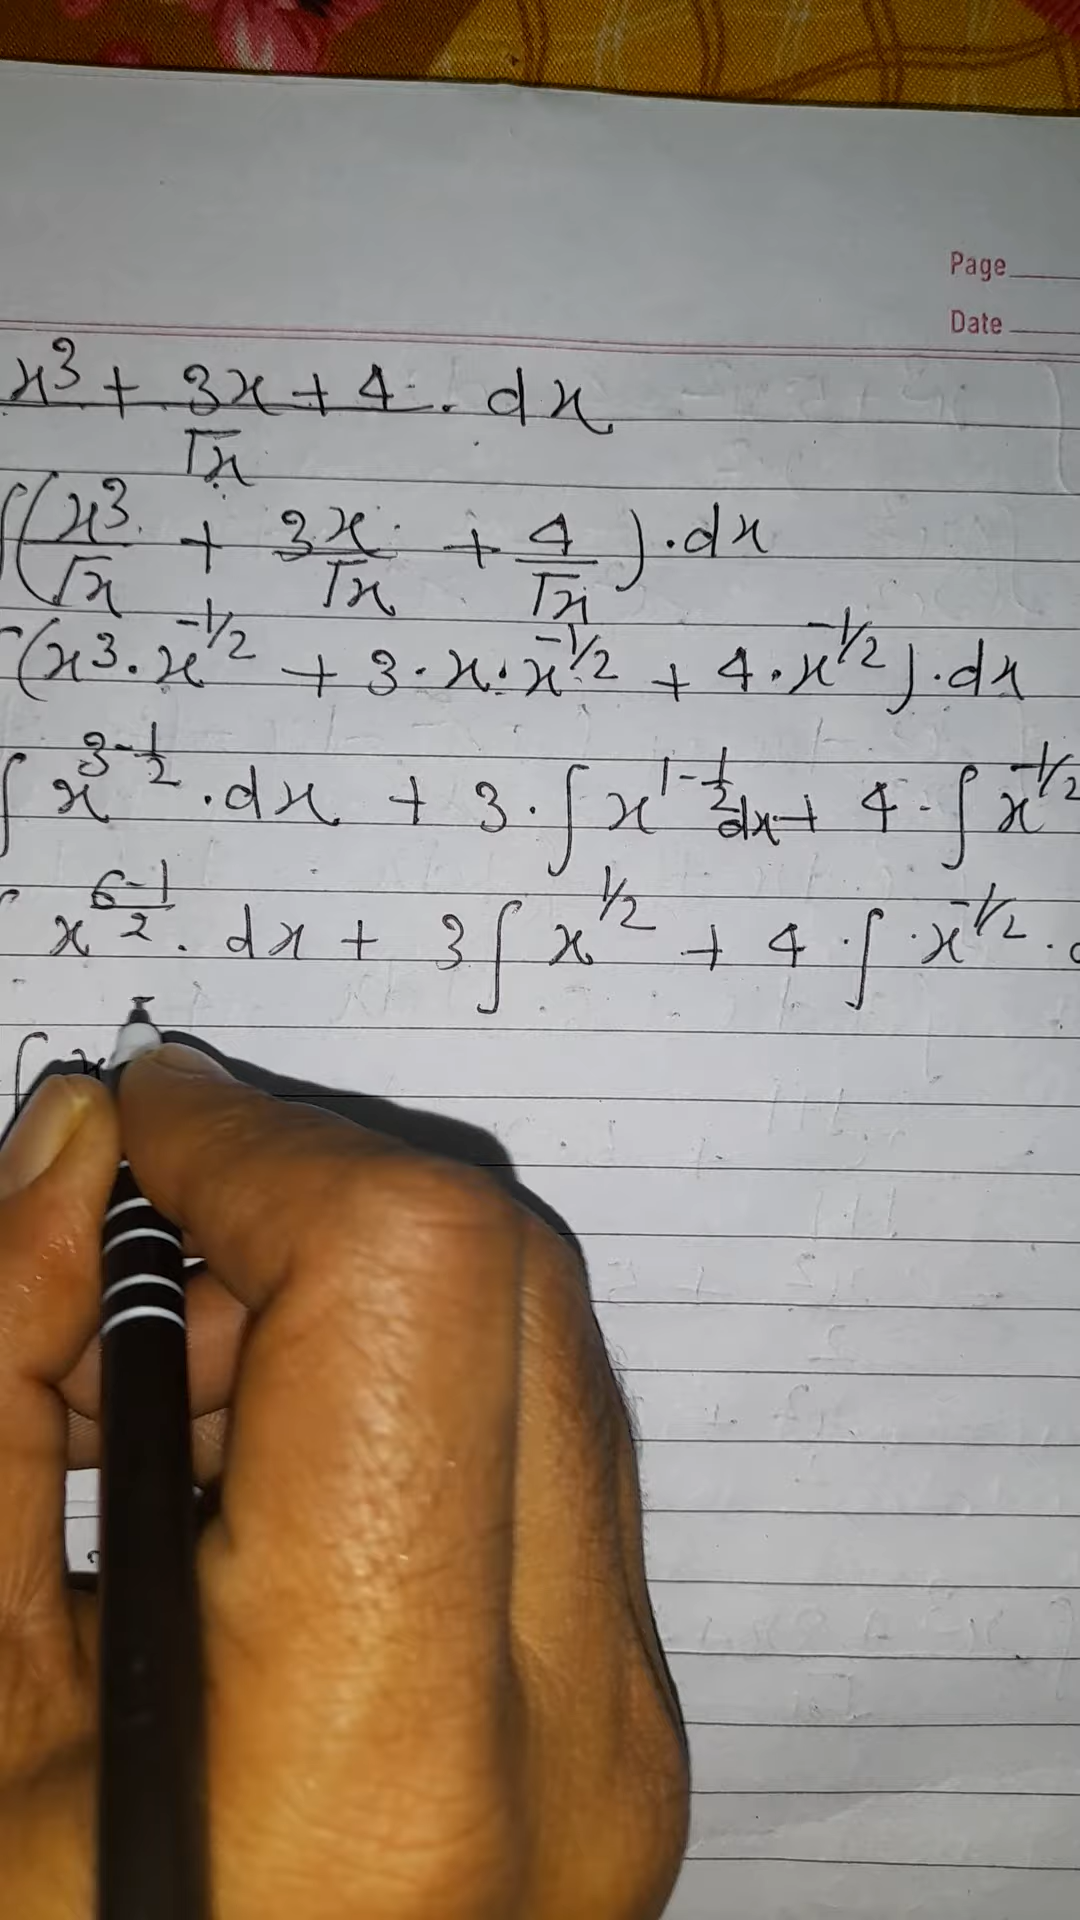 Page
Date
x³ + 3x + 4 . dx
√x
∫(x³/√x + 3x/√x + 4/√x) . dx
(x³ . x^-1/2 + 3 . x . x^-1/2 + 4 . x^-1/2) . dx
∫ x^3-1/2 . dx + 3 . ∫ x^1-1/2 dx + 4 . ∫ x^-1/2
∫ x^(6-1)/2 . dx + 3 ∫ x^1/2 + 4 . ∫ . x^-1/2 .
∫ x